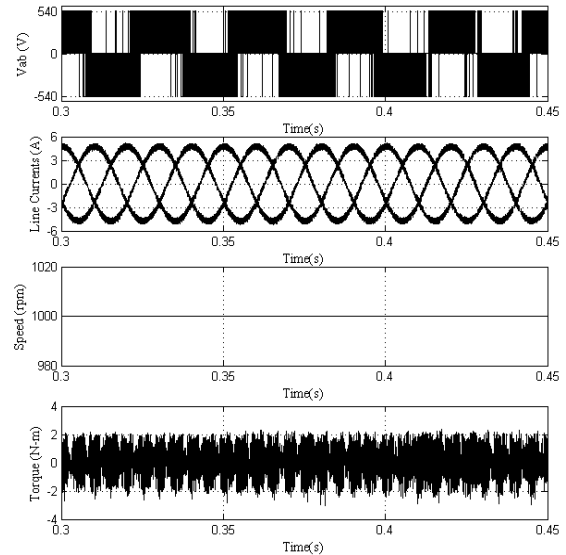 540
0
-540
Vab (V)
0.3 0.35 0.4 0.45
Time(s)
6
3
0
-3
-6
Line Currents (A)
0.3 0.35 0.4 0.45
Time(s)
1020
1000
980
Speed (rpm)
0.3 0.35 0.4 0.45
Time(s)
4
2
0
-2
-4
Torque (N-m)
0.3 0.35 0.4 0.45
Time(s)